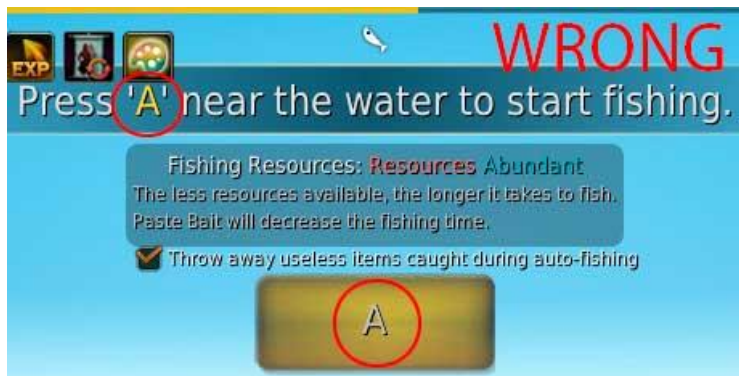 WRONG
EXP
Press 'A' near the water to start fishing.
Fishing Resources: Resources Abundant
The less resources available, the longer it takes to fish.
Paste Bait will decrease the fishing time.
Throw away useless items caught during auto-fishing
A